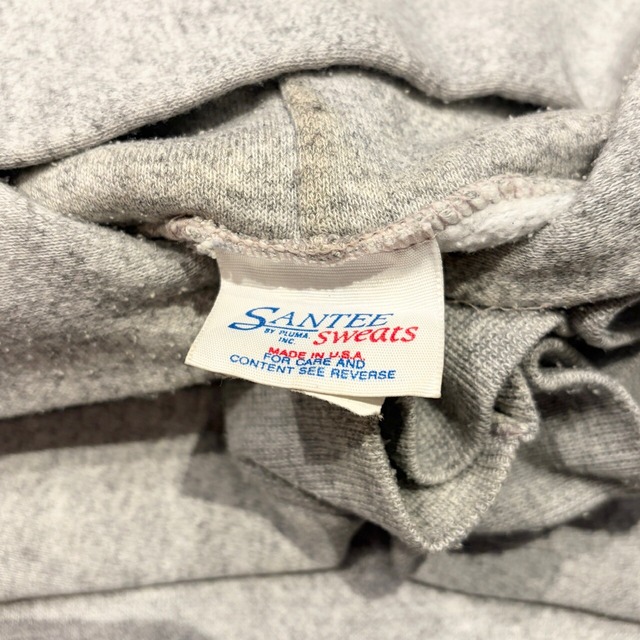 SANTEE
BY PLUMA, INC. sweats
MADE IN U.S.A.
FOR CARE AND
CONTENT SEE REVERSE